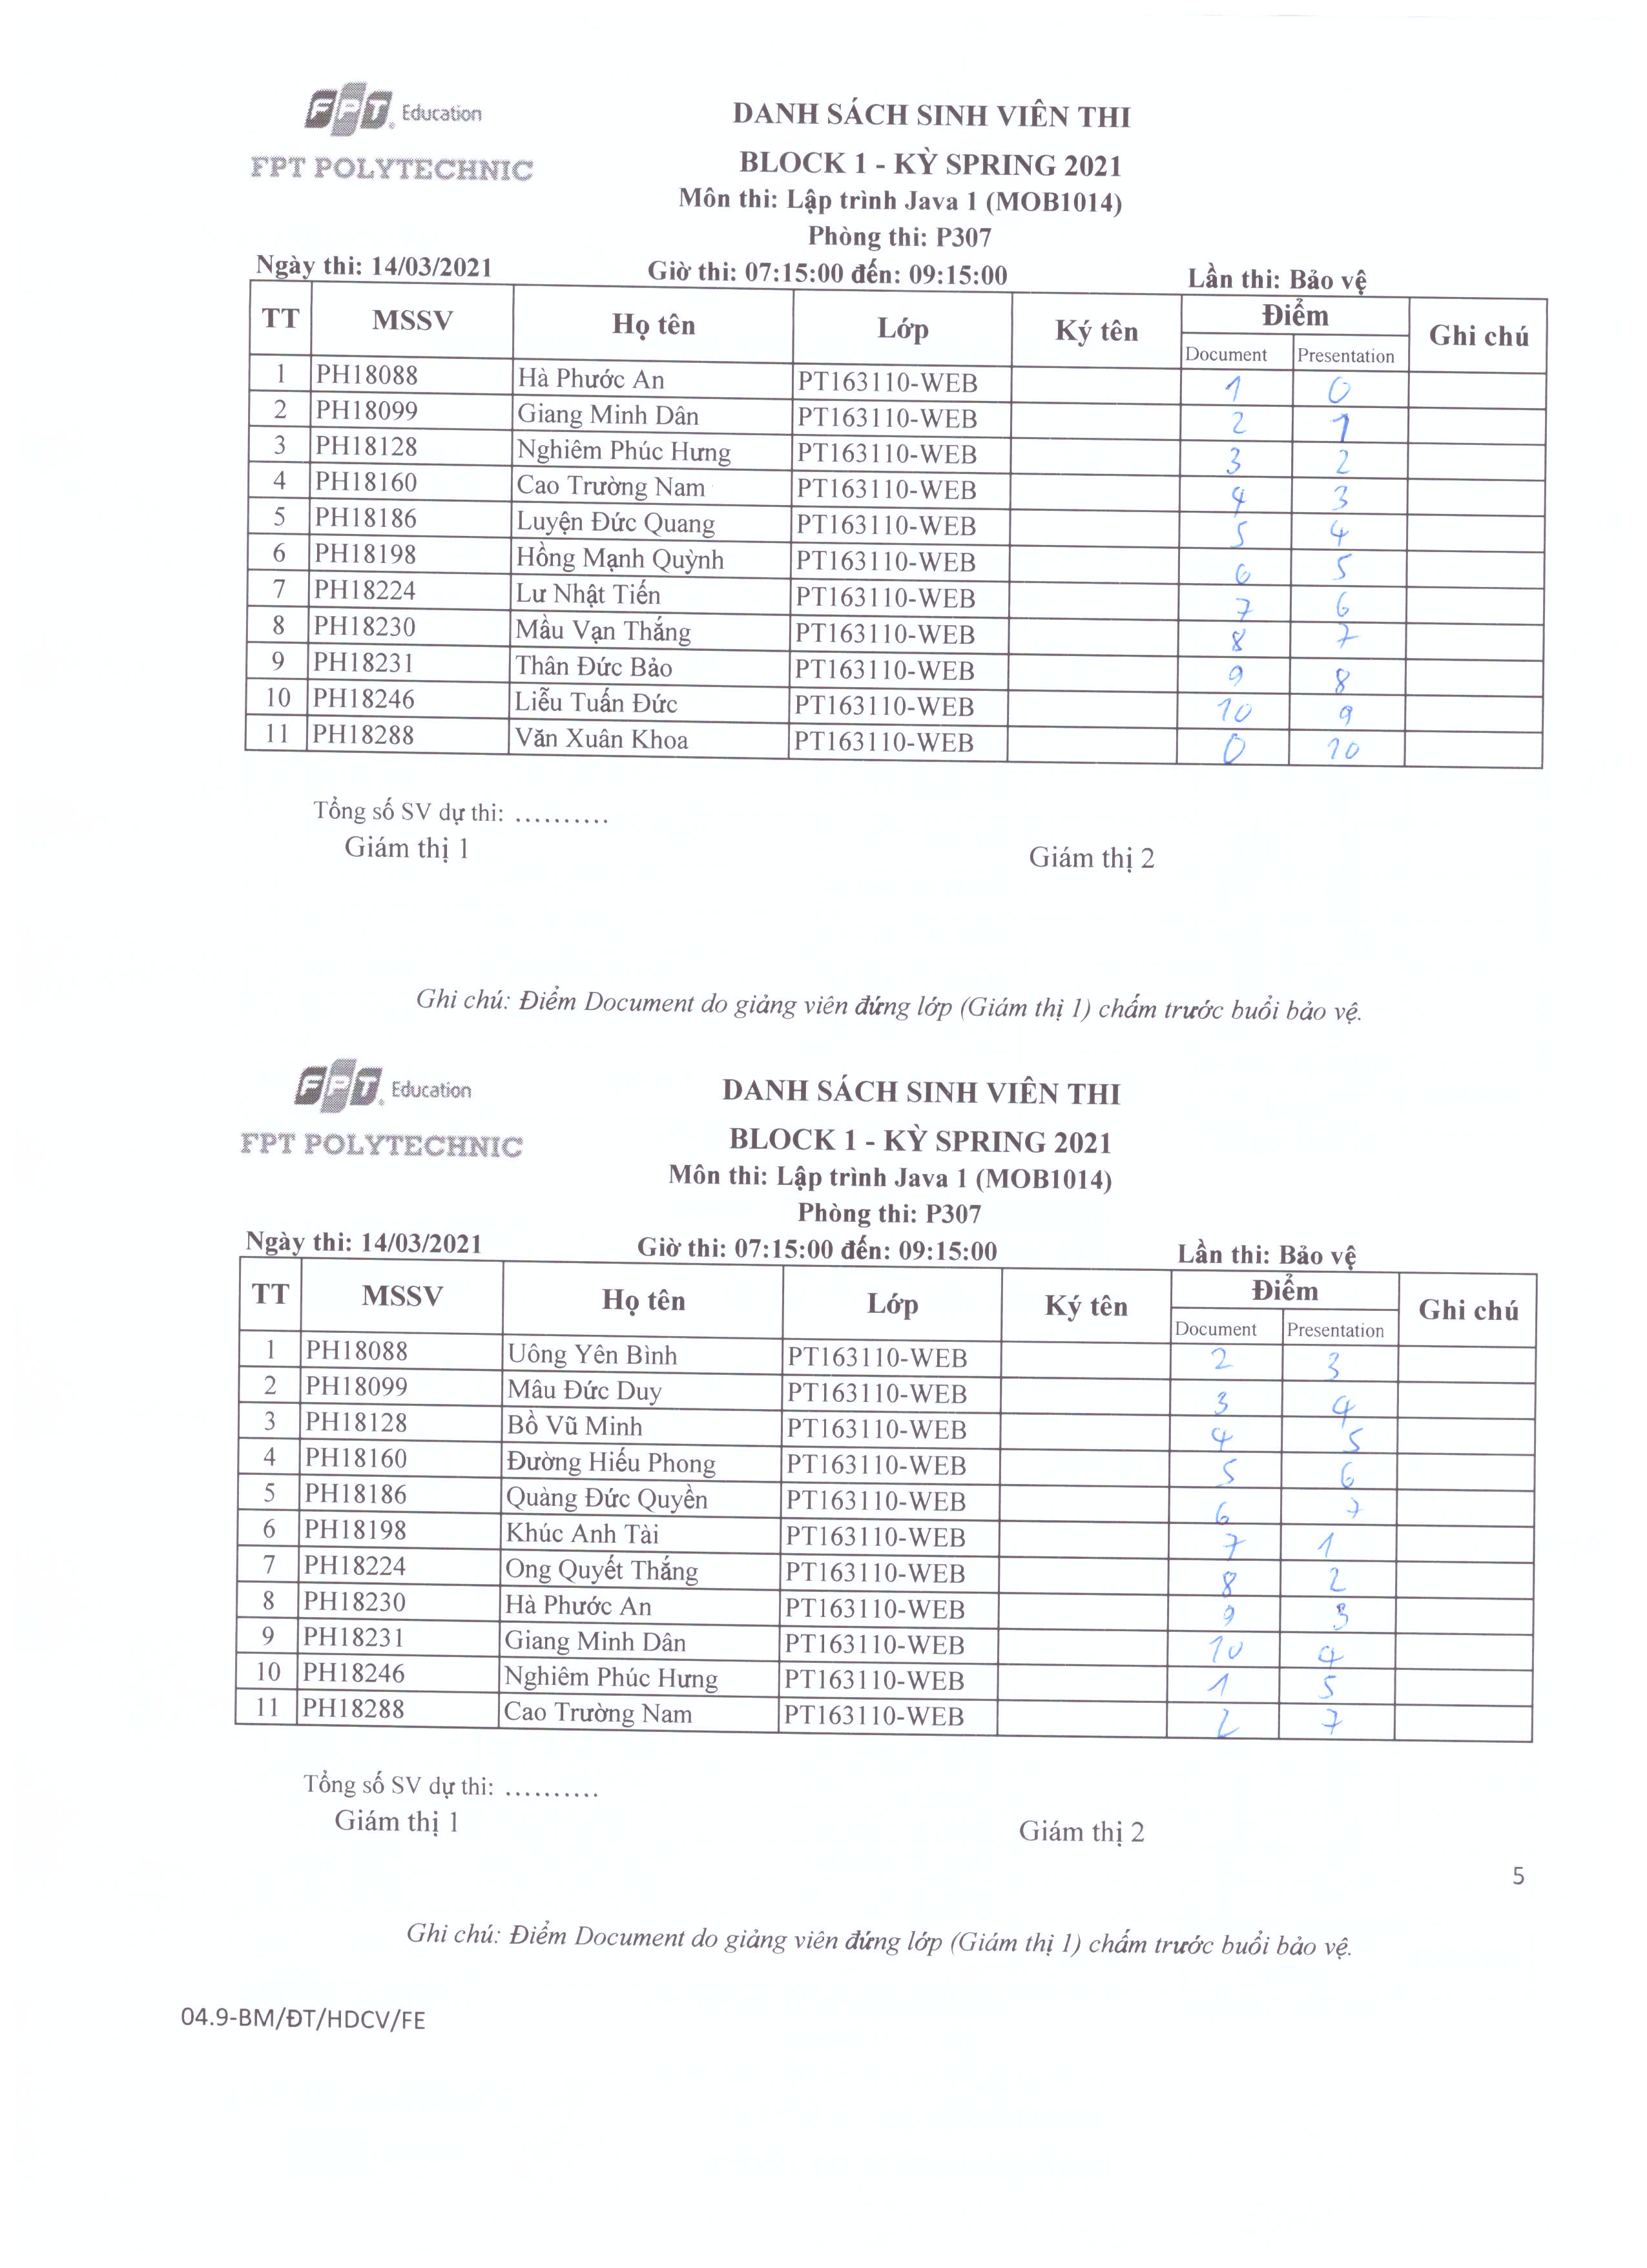 FPT Education
FPT POLYTECHNIC
DANH SÁCH SINH VIÊN THI
BLOCK 1 - KỲ SPRING 2021
Môn thi: Lập trình Java 1 (MOB1014)
Phòng thi: P307
Ngày thi: 14/03/2021 Giờ thi: 07:15:00 đến: 09:15:00 Lần thi: Bảo vệ
TT MSSV Họ tên Lớp Ký tên Điểm Ghi chú
Document Presentation
1 PH18088 Hà Phước An PT163110-WEB 1 0
2 PH18099 Giang Minh Dân PT163110-WEB 2 1
3 PH18128 Nghiêm Phúc Hưng PT163110-WEB 3 2
4 PH18160 Cao Trường Nam PT163110-WEB 4 3
5 PH18186 Luyện Đức Quang PT163110-WEB 5 4
6 PH18198 Hồng Mạnh Quỳnh PT163110-WEB 6 5
7 PH18224 Lư Nhật Tiến PT163110-WEB 7 6
8 PH18230 Mầu Vạn Thắng PT163110-WEB 8 7
9 PH18231 Thân Đức Bảo PT163110-WEB 9 8
10 PH18246 Liễu Tuấn Đức PT163110-WEB 10 9
11 PH18288 Văn Xuân Khoa PT163110-WEB 0 10
Tổng số SV dự thi: ..........
Giám thị 1 Giám thị 2
Ghi chú: Điểm Document do giảng viên đứng lớp (Giám thị 1) chấm trước buổi bảo vệ.
FPT Education
FPT POLYTECHNIC
DANH SÁCH SINH VIÊN THI
BLOCK 1 - KỲ SPRING 2021
Môn thi: Lập trình Java 1 (MOB1014)
Phòng thi: P307
Ngày thi: 14/03/2021 Giờ thi: 07:15:00 đến: 09:15:00 Lần thi: Bảo vệ
TT MSSV Họ tên Lớp Ký tên Điểm Ghi chú
Document Presentation
1 PH18088 Uông Yên Bình PT163110-WEB 2 3
2 PH18099 Mâu Đức Duy PT163110-WEB 3 4
3 PH18128 Bồ Vũ Minh PT163110-WEB 4 5
4 PH18160 Đường Hiếu Phong PT163110-WEB 5 6
5 PH18186 Quàng Đức Quyền PT163110-WEB 6 7
6 PH18198 Khúc Anh Tài PT163110-WEB 7 1
7 PH18224 Ong Quyết Thắng PT163110-WEB 8 2
8 PH18230 Hà Phước An PT163110-WEB 9 3
9 PH18231 Giang Minh Dân PT163110-WEB 10 4
10 PH18246 Nghiêm Phúc Hưng PT163110-WEB 1 5
11 PH18288 Cao Trường Nam PT163110-WEB 2 7
Tổng số SV dự thi: ..........
Giám thị 1 Giám thị 2
5
Ghi chú: Điểm Document do giảng viên đứng lớp (Giám thị 1) chấm trước buổi bảo vệ.
04.9-BM/ĐT/HDCV/FE